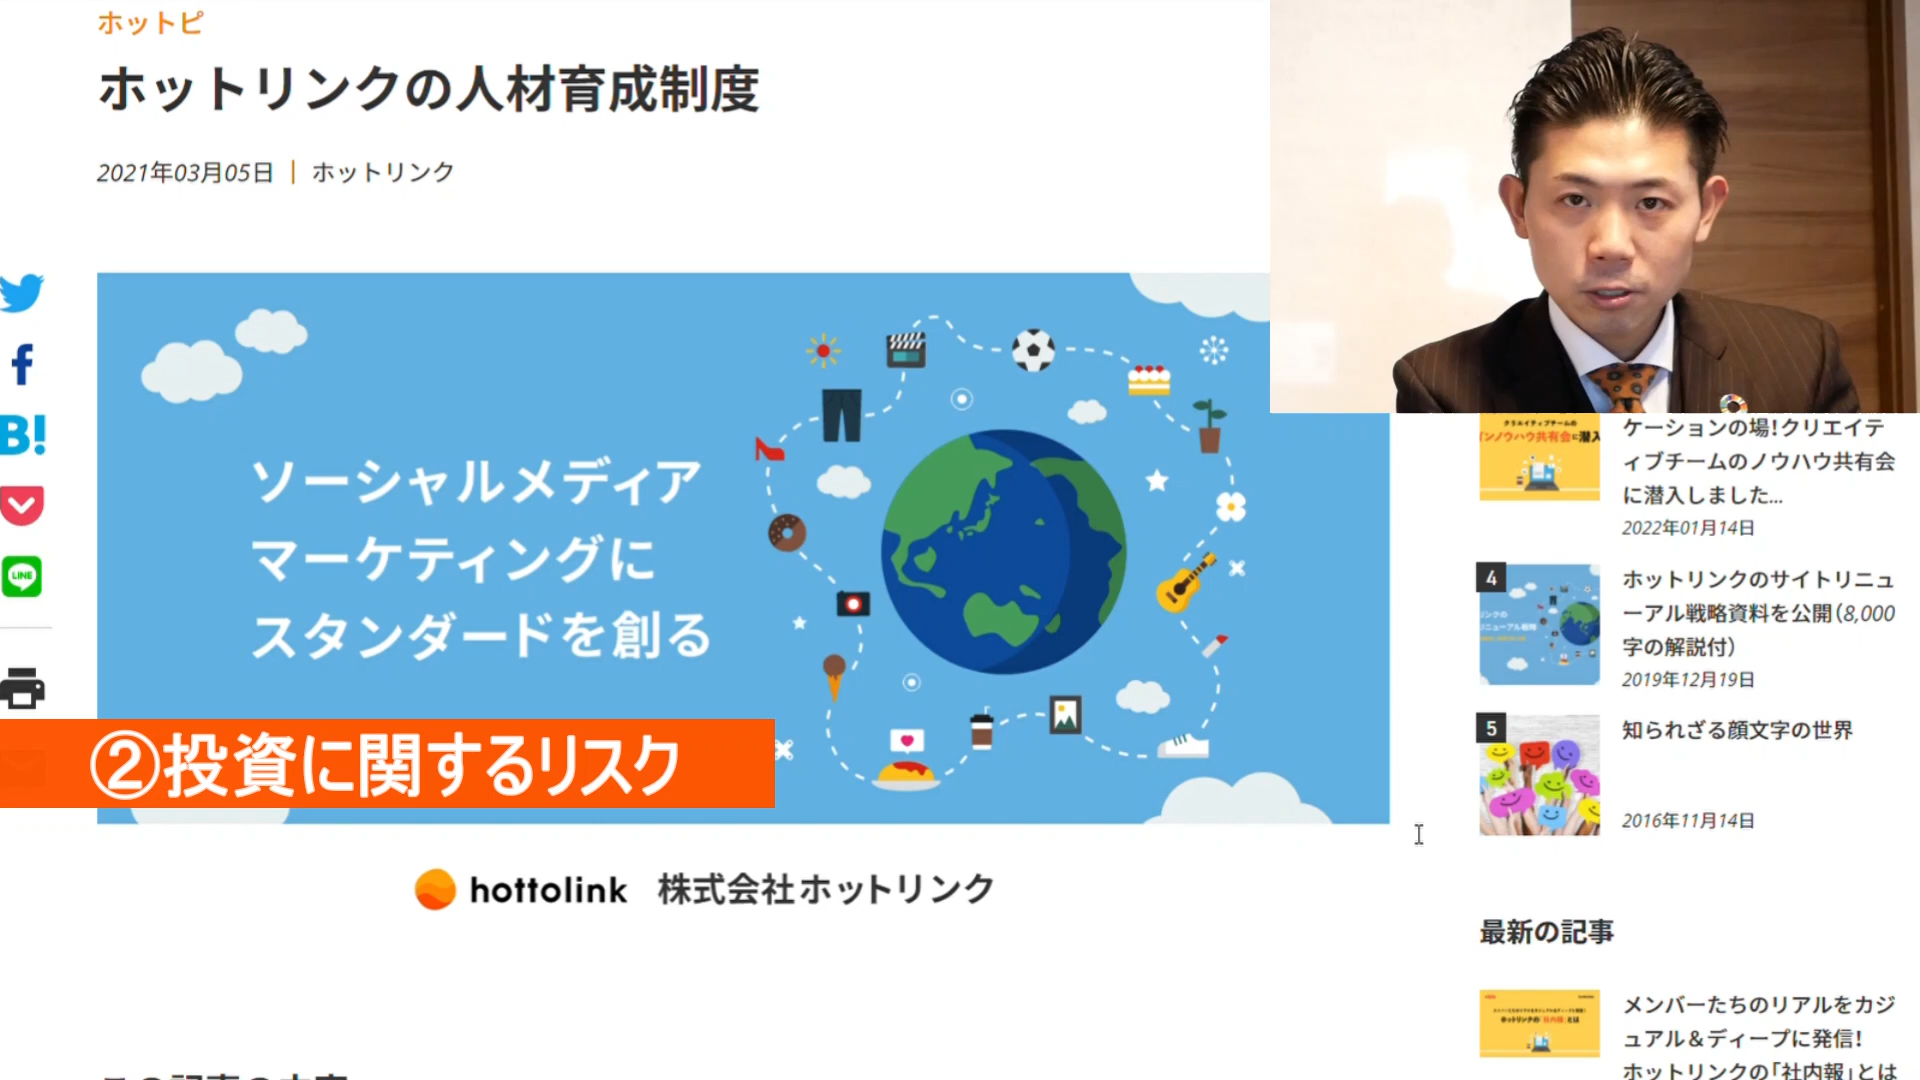 ホットピ
ホットリンクの人材育成制度
2021年03月05日 | ホットリンク
B!
LINE
ソーシャルメディア
マーケティングに
スタンダードを創る
②投資に関するリスク
hottolink 株式会社ホットリンク
クリエイティブチームの
ケーションの場!クリエイテ
ィブチームのノウハウ共有会
に潜入しました...
2022年01月14日
4
ホットリンクのサイトリニュ
ーアル戦略資料を公開(8,000
字の解説付)
2019年12月19日
5
知られざる顔文字の世界
2016年11月14日
最新の記事
メンバーたちのリアルをカジ
ュアル&ディープに発信!
ホットリンクの「社内報」とは